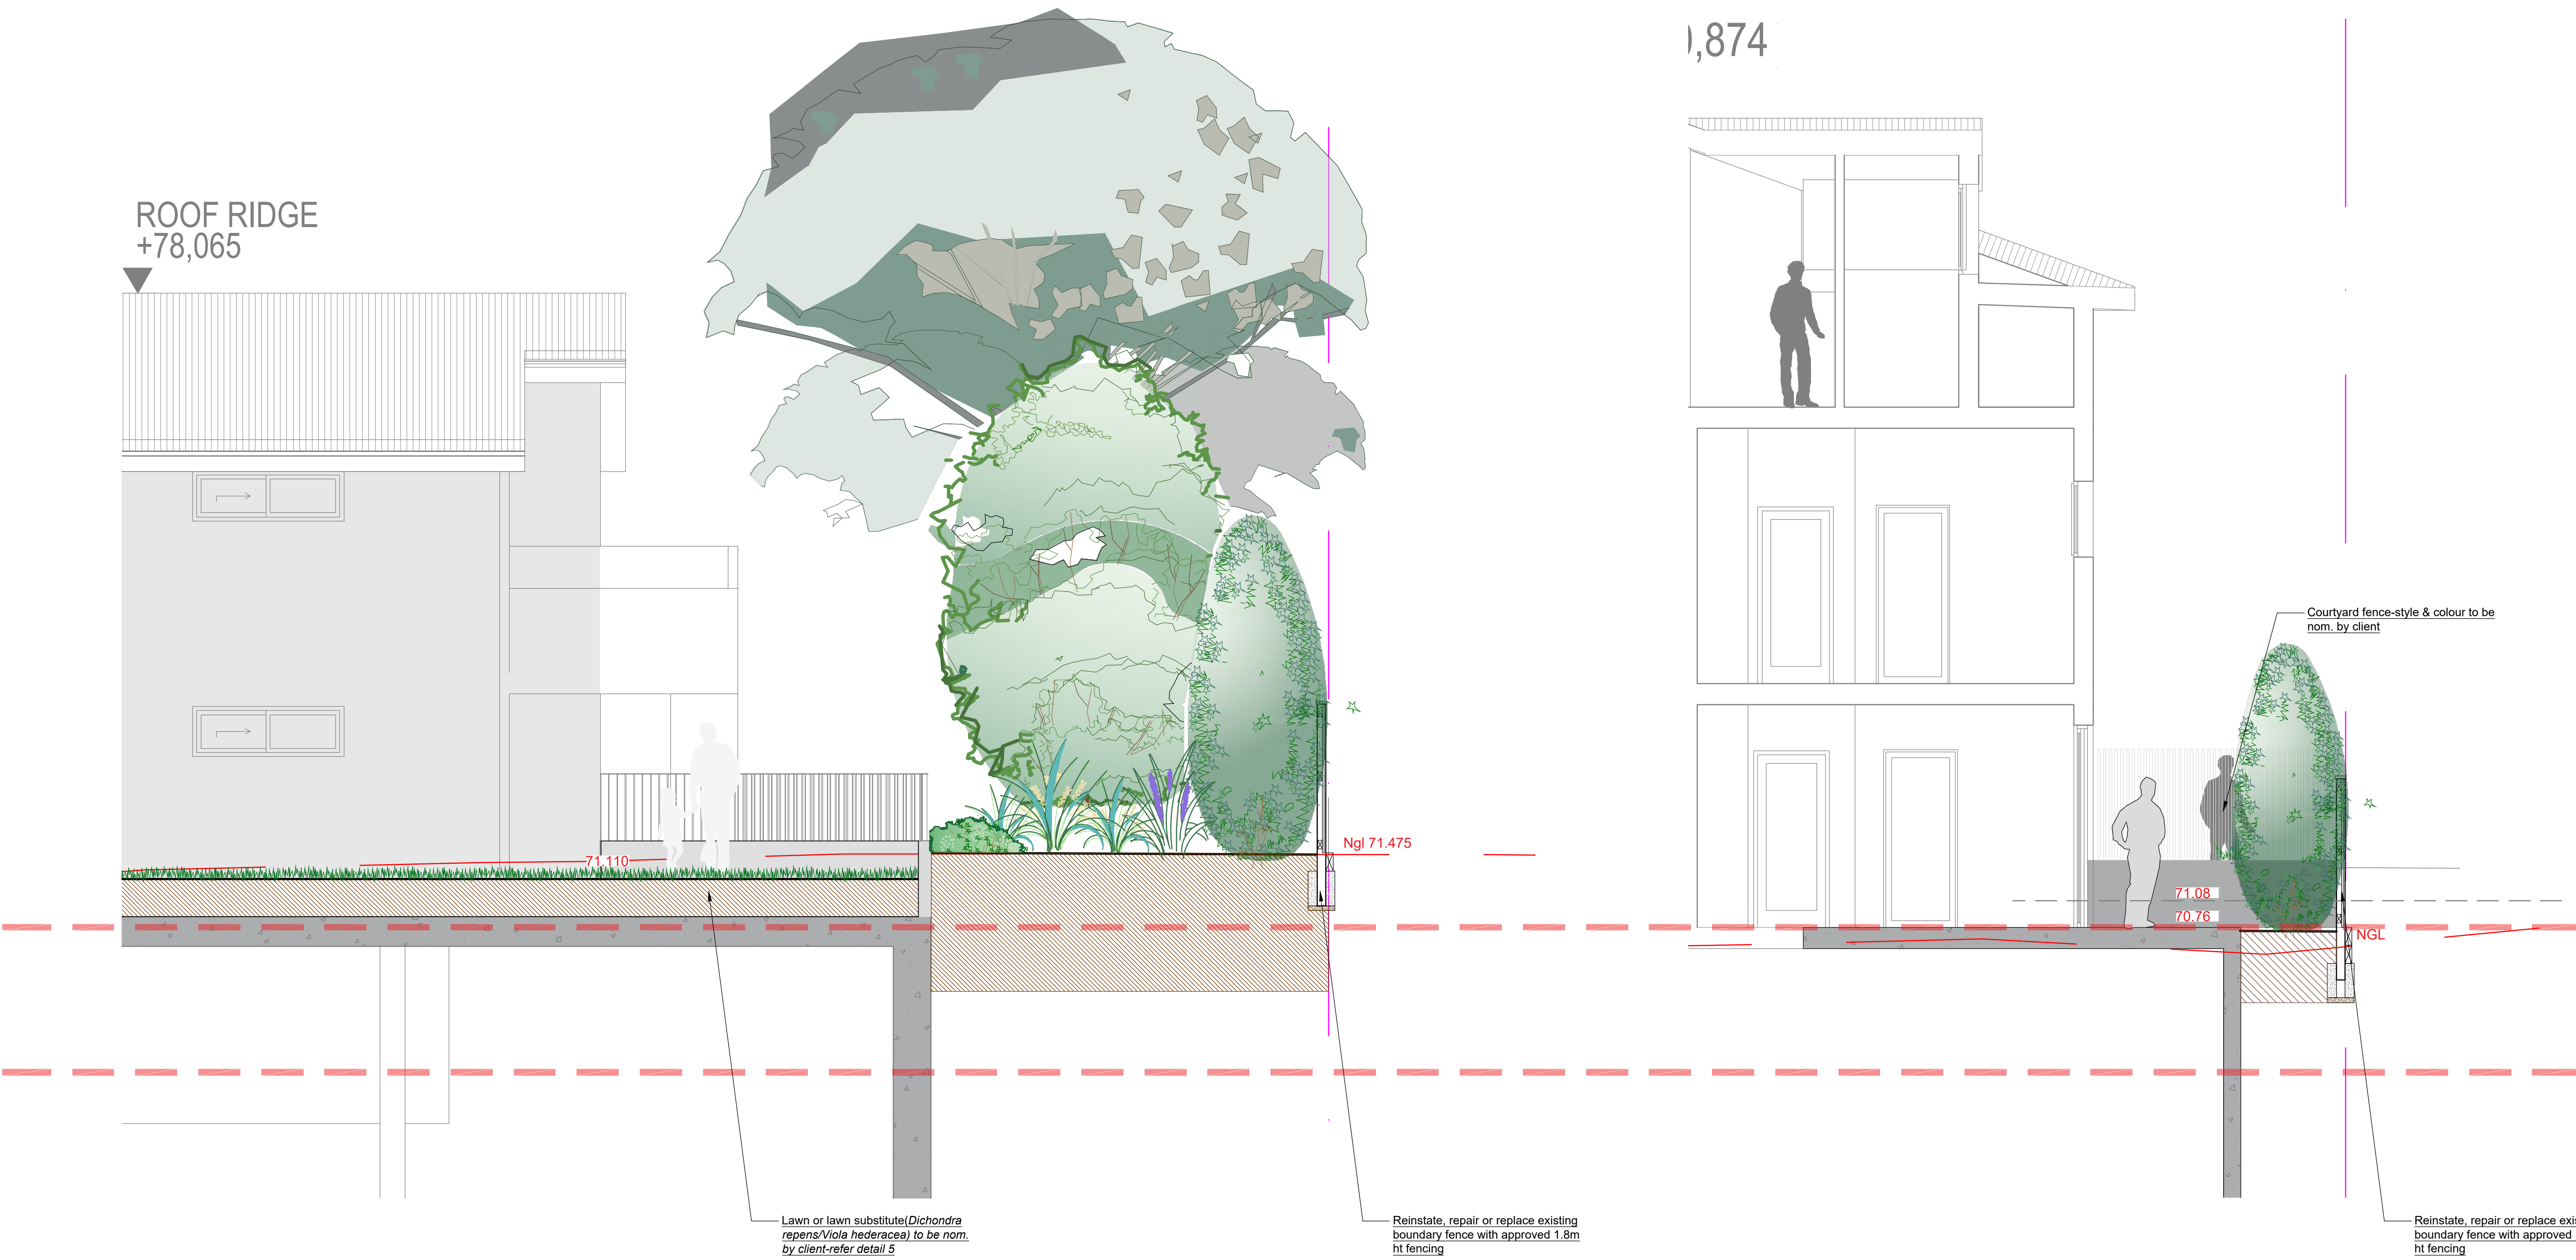 ROOF RIDGE
+78,065
71.110
Ngl 71.475
Lawn or lawn substitute(Dichondra
repens/Viola hederacea) to be nom.
by client-refer detail 5
Reinstate, repair or replace existing
boundary fence with approved 1.8m
ht fencing
,874
Courtyard fence-style & colour to be
nom. by client
71.08
70.76
NGL
Reinstate, repair or replace exis
boundary fence with approved
ht fencing